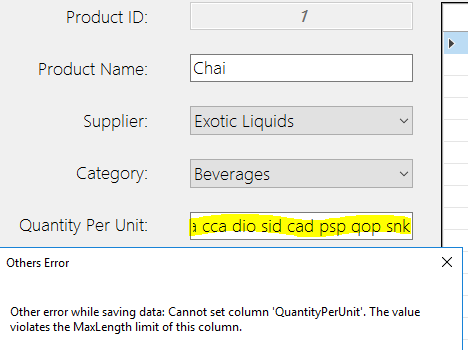 Product ID:
1
Product Name:
Chai
Supplier:
Exotic Liquids
Category:
Beverages
Quantity Per Unit:
a cca dio sid cad psp qop snk
Others Error
Other error while saving data: Cannot set column 'QuantityPerUnit'. The value
violates the MaxLength limit of this column.